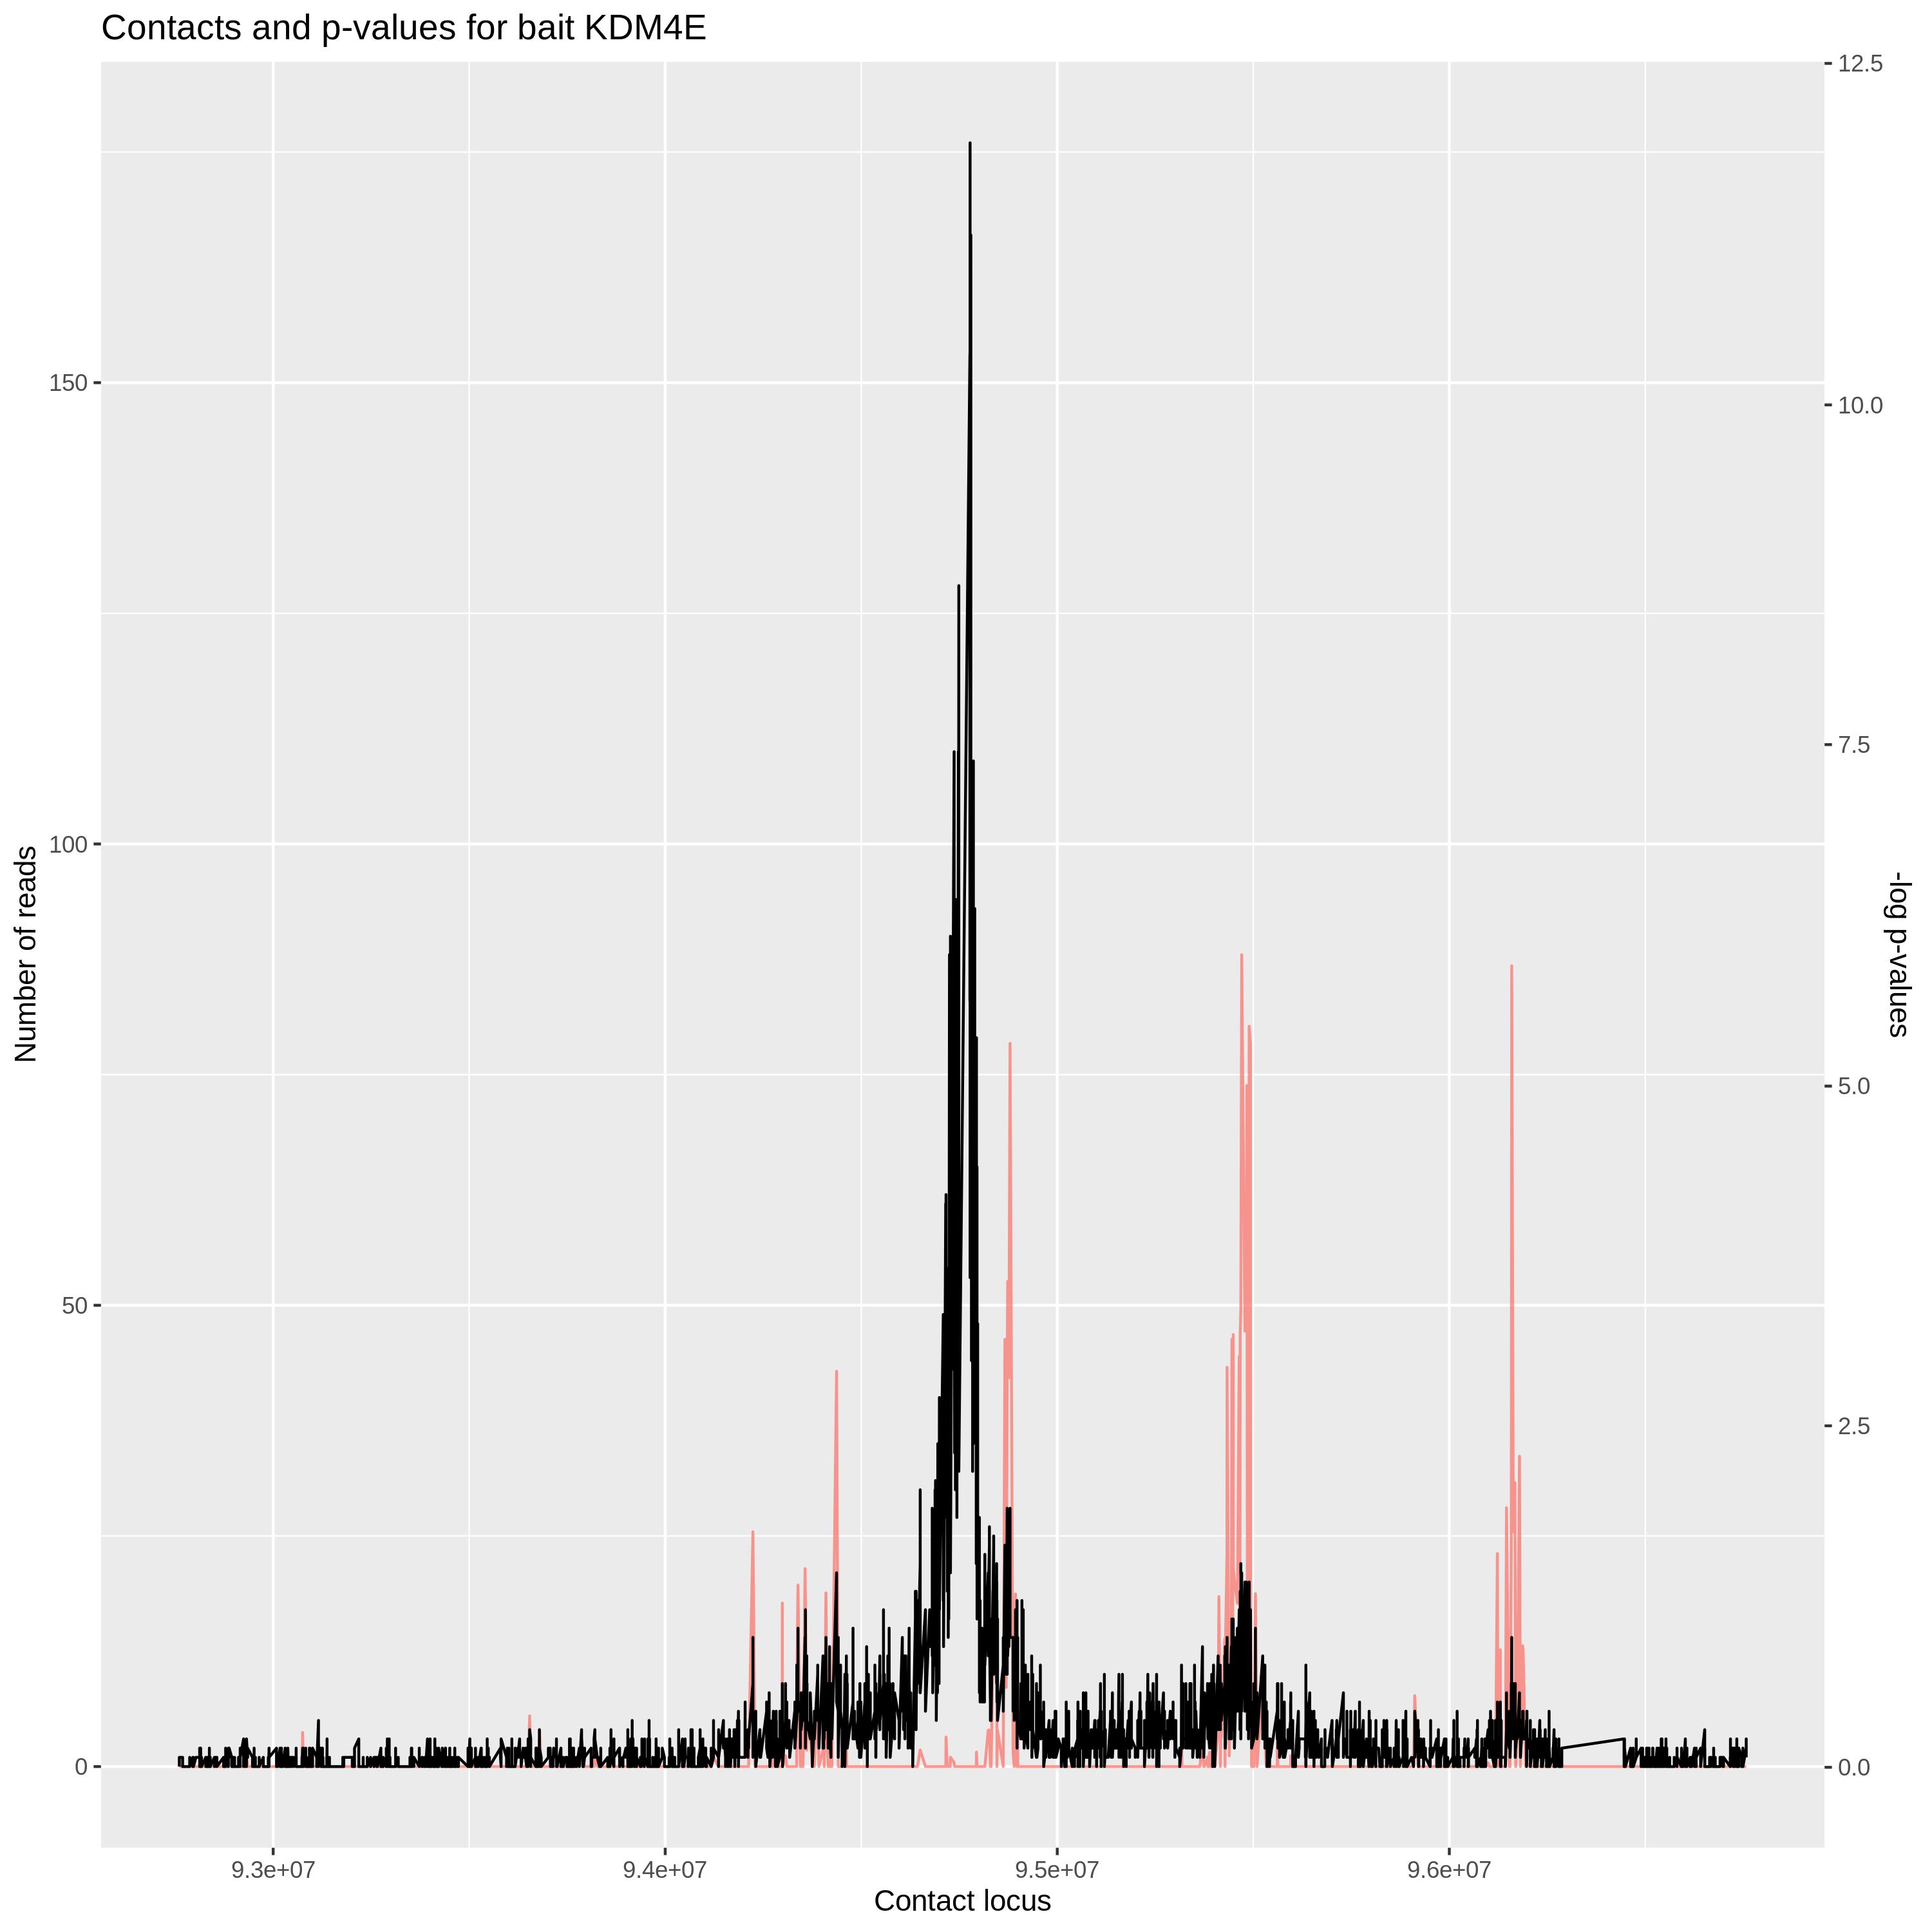 Contacts and p-values for bait KDM4E
12.5
10.0
7.5
5.0
2.5
0.0
150
100
50
0
Number of reads
-log p-values
9.3e+07
9.4e+07
9.5e+07
9.6e+07
Contact locus